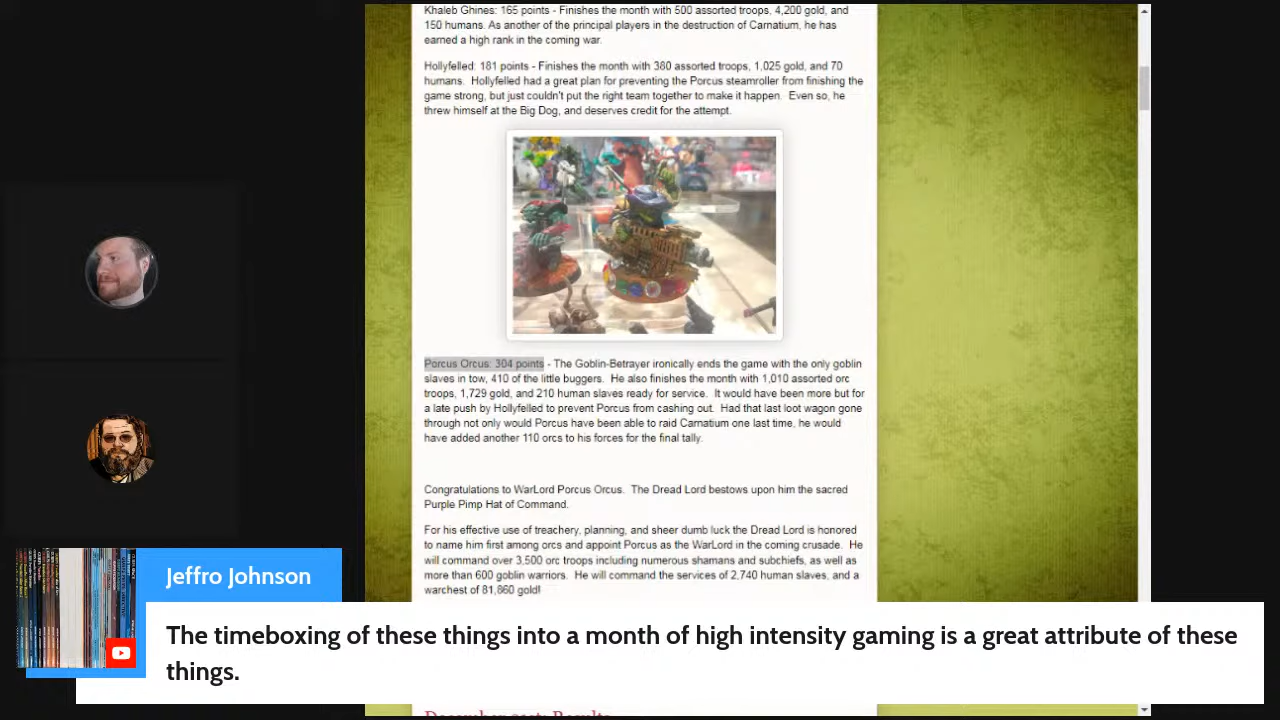 Khaleb Ghines: 165 points - Finishes the month with 500 assorted troops, 4,200 gold, and
150 humans. As another of the principal players in the destruction of Carnatium, he has
earned a high rank in the coming war.
Hollyfelled: 181 points - Finishes the month with 380 assorted troops, 1,025 gold, and 70
humans. Hollyfelled had a great plan for preventing the Porcus steamroller from finishing the
game strong, but just couldn't put the right team together to make it happen. Even so, he
threw himself at the Big Dog, and deserves credit for the attempt.
Porcus Orcus: 304 points - The Goblin-Betrayer ironically ends the game with the only goblin
slaves in tow, 410 of the little buggers. He also finishes the month with 1,010 assorted orc
troops, 1,729 gold, and 210 human slaves ready for service. It would have been more but for
a late push by Hollyfelled to prevent Porcus from cashing out. Had that last loot wagon gone
through not only would Porcus have been able to raid Carnatium one last time, he would
have added another 110 orcs to his forces for the final tally.
Congratulations to WarLord Porcus Orcus. The Dread Lord bestows upon him the sacred
Purple Pimp Hat of Command.
For his effective use of treachery, planning, and sheer dumb luck the Dread Lord is honored
to name him first among orcs and appoint Porcus as the WarLord in the coming crusade. He
will command over 3,500 orc troops including numerous shamans and subchiefs, as well as
more than 600 goblin warriors. He will command the services of 2,740 human slaves, and a
warchest of 81,860 gold!
Jeffro Johnson
The timeboxing of these things into a month of high intensity gaming is a great attribute of these
things.